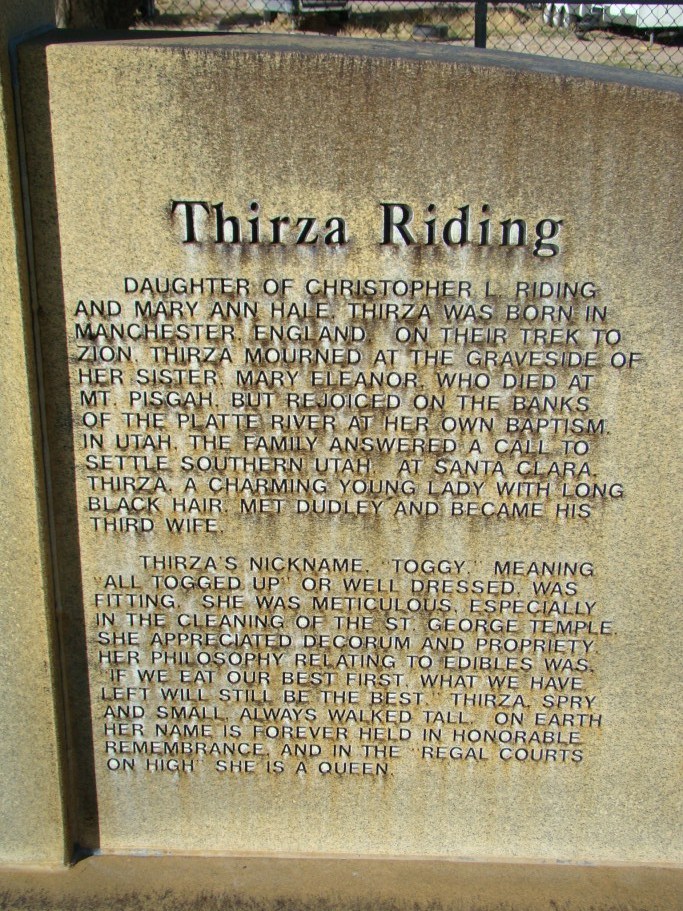 Thirza Riding
DAUGHTER OF CHRISTOPHER L. RIDING
AND MARY ANN HALE, THIRZA WAS BORN IN
MANCHESTER, ENGLAND. ON THEIR TREK TO
ZION, THIRZA MOURNED AT THE GRAVESIDE OF
HER SISTER, MARY ELEANOR, WHO DIED AT
MT. PISGAH, BUT REJOICED ON THE BANKS
OF THE PLATTE RIVER AT HER OWN BAPTISM.
IN UTAH, THE FAMILY ANSWERED A CALL TO
SETTLE SOUTHERN UTAH. AT SANTA CLARA,
THIRZA, A CHARMING YOUNG LADY WITH LONG
BLACK HAIR, MET DUDLEY AND BECAME HIS
THIRD WIFE.
THIRZA'S NICKNAME, "TOGGY," MEANING
"ALL TOGGED UP" OR WELL DRESSED, WAS
FITTING. SHE WAS METICULOUS, ESPECIALLY
IN THE CLEANING OF THE ST. GEORGE TEMPLE.
SHE APPRECIATED DECORUM AND PROPRIETY.
HER PHILOSOPHY RELATING TO EDIBLES WAS,
"IF WE EAT OUR BEST FIRST, WHAT WE HAVE
LEFT WILL STILL BE THE BEST." THIRZA, SPRY
AND SMALL, ALWAYS WALKED TALL. ON EARTH
HER NAME IS FOREVER HELD IN HONORABLE
REMEMBRANCE, AND IN THE "REGAL COURTS
ON HIGH" SHE IS A QUEEN.